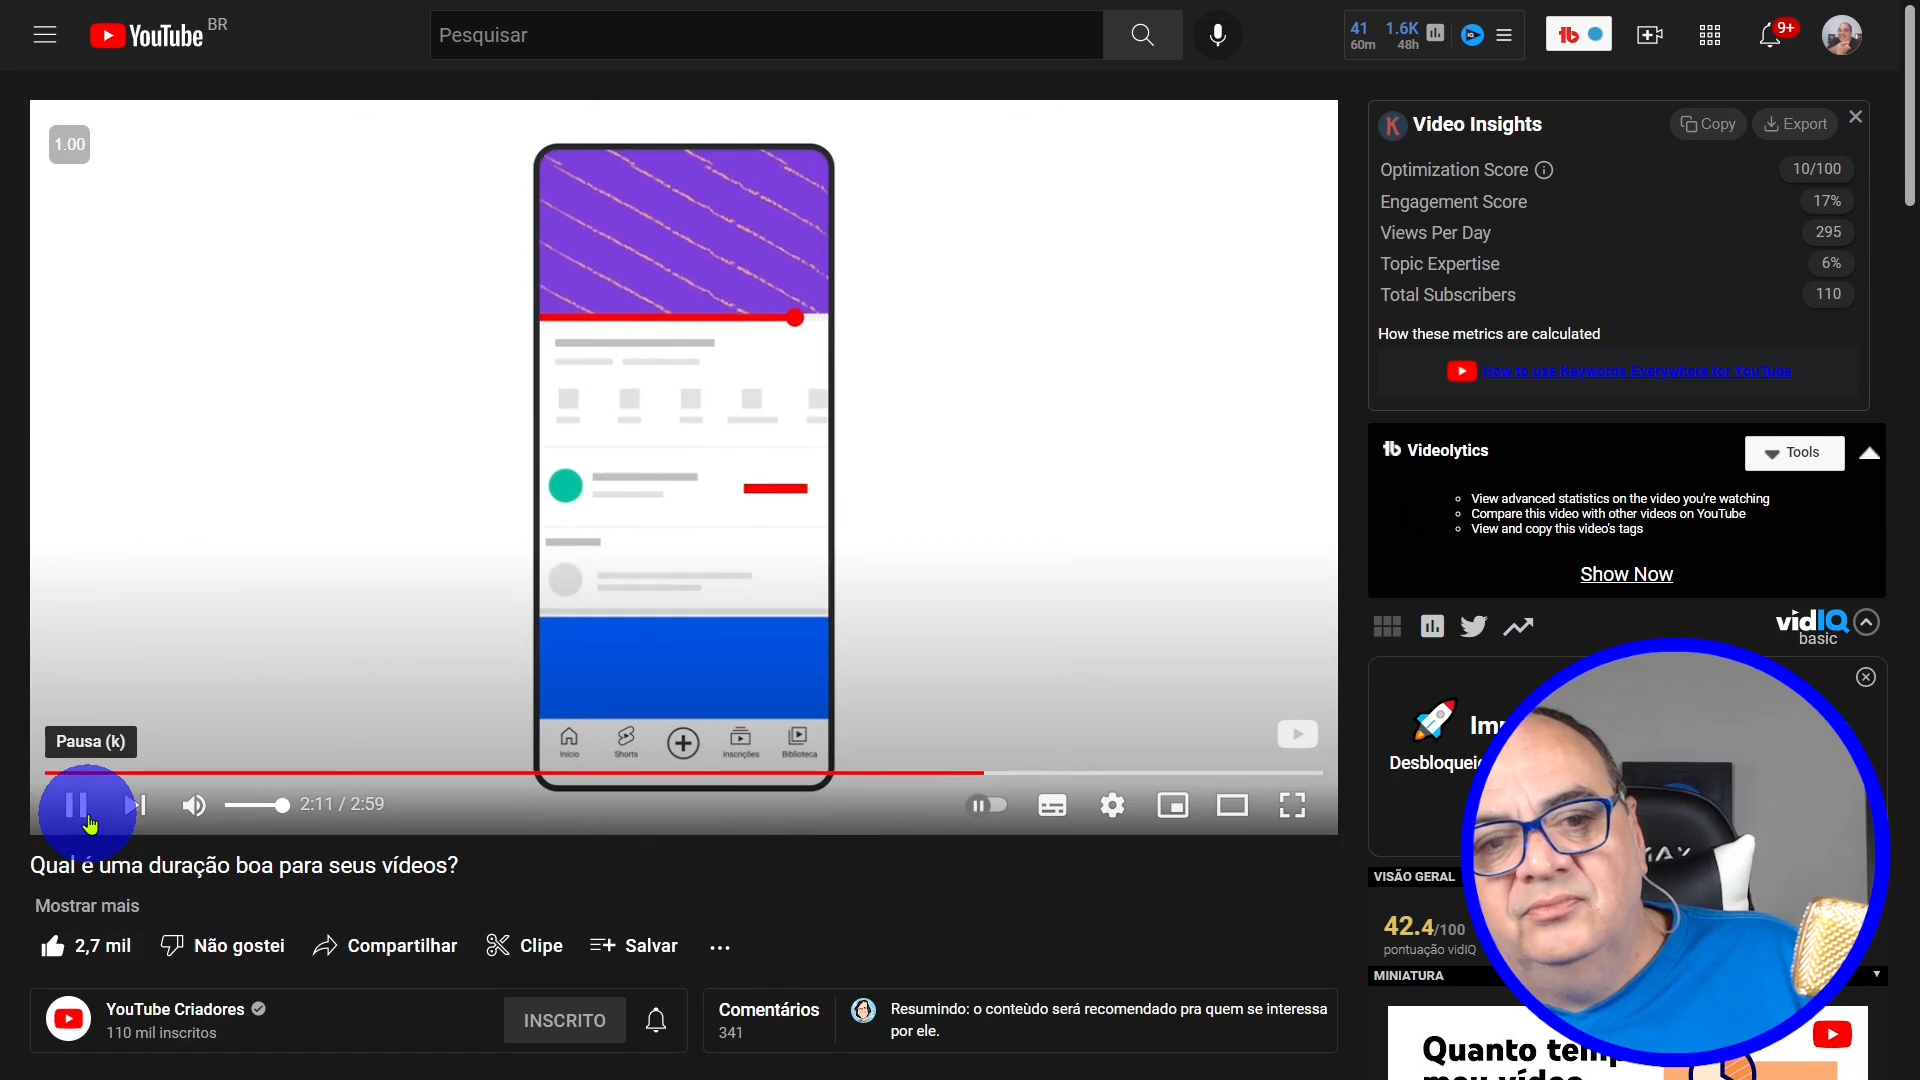 YouTube BR
Pesquisar
41 60m
1.6K 48h
9+
1.00
Início
Shorts
Inscrições
Biblioteca
Pausa (k)
2:11 / 2:59
Qual é uma duração boa para seus vídeos?
Mostrar mais
2,7 mil
Não gostei
Compartilhar
Clipe
Salvar
YouTube Criadores
110 mil inscritos
INSCRITO
Comentários
341
Resumindo: o conteùdo será recomendado pra quem se interessa
por ele.
K Video Insights
Copy
Export
Optimization Score 10/100
Engagement Score 17%
Views Per Day 295
Topic Expertise 6%
Total Subscribers 110
How these metrics are calculated
How to use Keywords Everywhere for YouTube
tb Videolytics
Tools
View advanced statistics on the video you're watching
Compare this video with other videos on YouTube
View and copy this video's tags
Show Now
vidIQ
basic
VISÃO GERAL
42.4/100
pontuação vidIQ
MINIATURA
Quanto